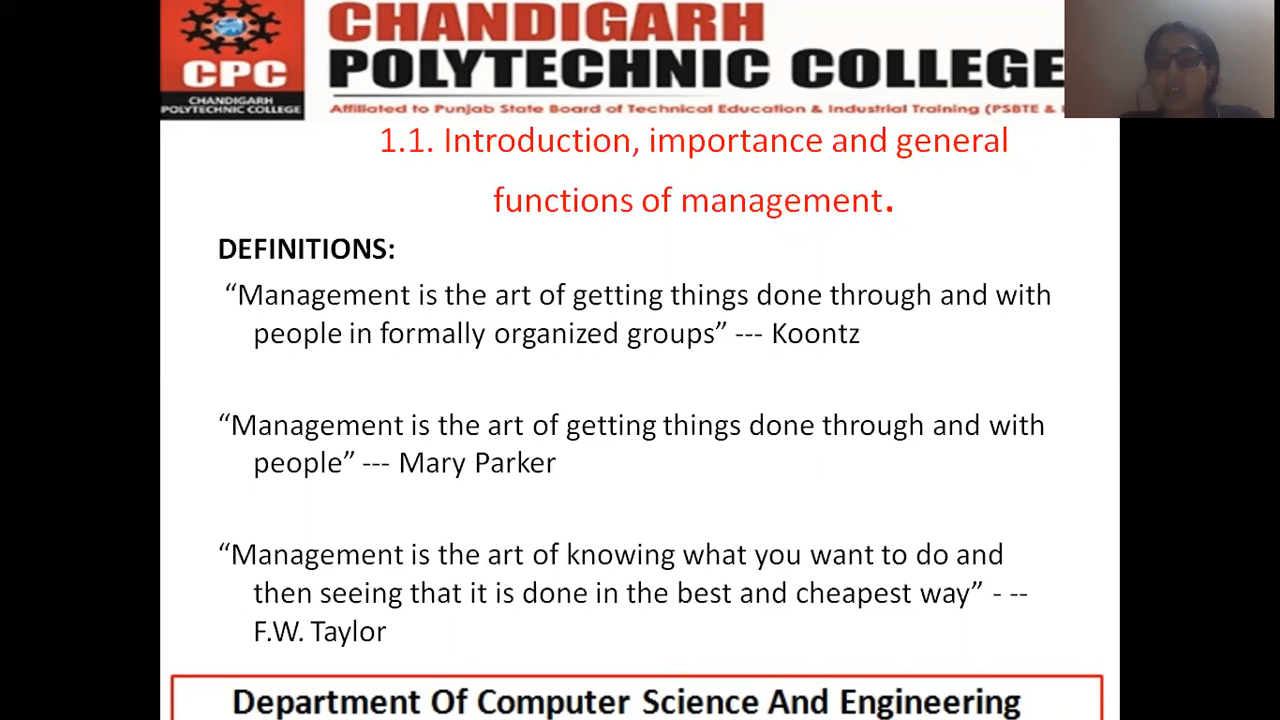 CPC
CHANDIGARH
POLYTECHNIC COLLEGE
CHANDIGARH
POLYTECHNIC COLLEGE
Affiliated to Punjab State Board of Technical Education & Industrial Training (PSBTE &
1.1. Introduction, importance and general
functions of management.
DEFINITIONS:
“Management is the art of getting things done through and with
people in formally organized groups” --- Koontz
“Management is the art of getting things done through and with
people” --- Mary Parker
“Management is the art of knowing what you want to do and
then seeing that it is done in the best and cheapest way” - --
F.W. Taylor
Department Of Computer Science And Engineering